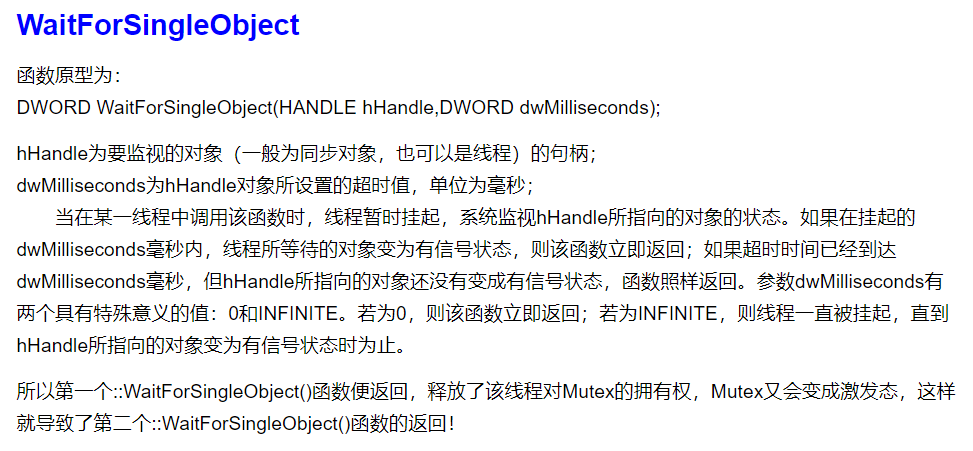 WaitForSingleObject
函数原型为：
DWORD WaitForSingleObject(HANDLE hHandle,DWORD dwMilliseconds);
hHandle为要监视的对象（一般为同步对象，也可以是线程）的句柄；
dwMilliseconds为hHandle对象所设置的超时值，单位为毫秒；
当在某一线程中调用该函数时，线程暂时挂起，系统监视hHandle所指向的对象的状态。如果在挂起的
dwMilliseconds毫秒内，线程所等待的对象变为有信号状态，则该函数立即返回；如果超时时间已经到达
dwMilliseconds毫秒，但hHandle所指向的对象还没有变成有信号状态，函数照样返回。参数dwMilliseconds有
两个具有特殊意义的值：0和INFINITE。若为0，则该函数立即返回；若为INFINITE，则线程一直被挂起，直到
hHandle所指向的对象变为有信号状态时为止。
所以第一个::WaitForSingleObject()函数便返回，释放了该线程对Mutex的拥有权，Mutex又会变成激发态，这样
就导致了第二个::WaitForSingleObject()函数的返回！